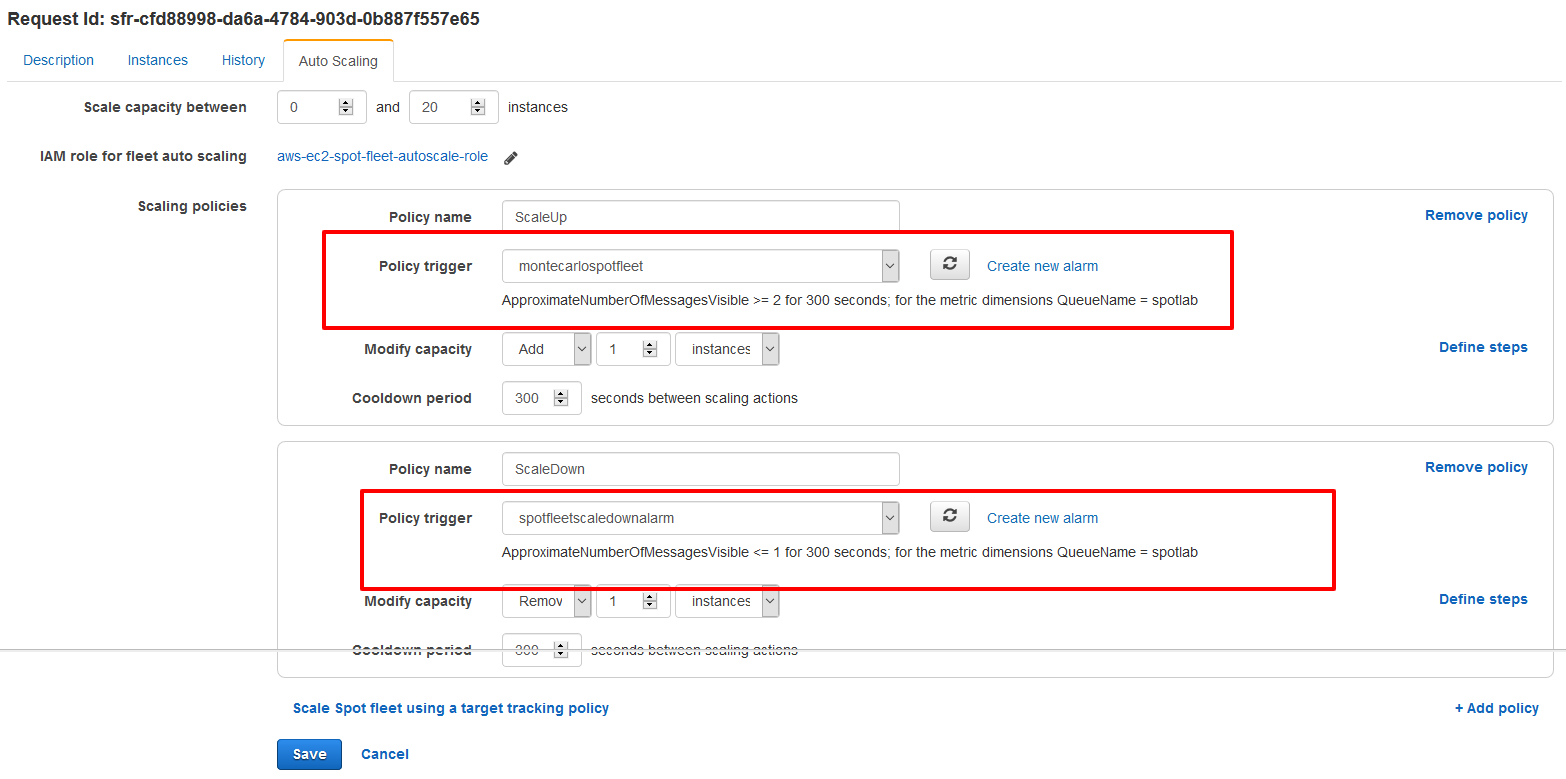 Request Id: sfr-cfd88998-da6a-4784-903d-0b887f557e65
Description Instances History Auto Scaling
Scale capacity between 0 and 20 instances
IAM role for fleet auto scaling aws-ec2-spot-fleet-autoscale-role
Scaling policies
Policy name ScaleUp Remove policy
Policy trigger montecarlospotfleet Create new alarm
ApproximateNumberOfMessagesVisible >= 2 for 300 seconds; for the metric dimensions QueueName = spotlab
Modify capacity Add 1 instances Define steps
Cooldown period 300 seconds between scaling actions
Policy name ScaleDown Remove policy
Policy trigger spotfleetscaledownalarm Create new alarm
ApproximateNumberOfMessagesVisible <= 1 for 300 seconds; for the metric dimensions QueueName = spotlab
Modify capacity Remov 1 instances Define steps
Cooldown period 300 seconds between scaling actions
Scale Spot fleet using a target tracking policy + Add policy
Save Cancel